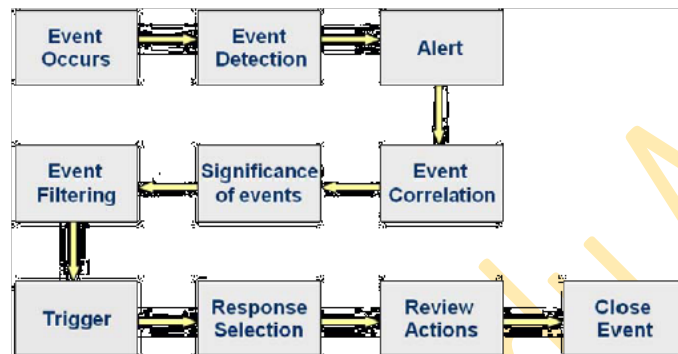 Event
Occurs
Event
Detection
Alert
Event
Filtering
Significance
of events
Event
Correlation
Trigger
Response
Selection
Review
Actions
Close
Event